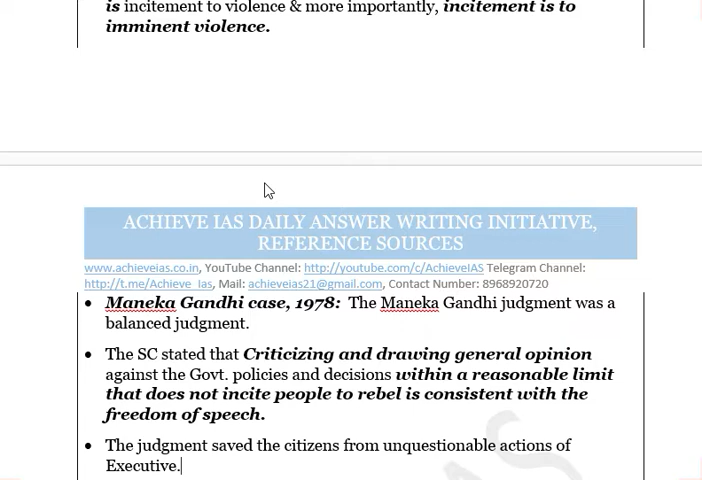 is incitement to violence & more importantly, incitement is to
imminent violence.
ACHIEVE IAS DAILY ANSWER WRITING INITIATIVE,
REFERENCE SOURCES
www.achieveias.co.in, YouTube Channel: http://youtube.com/c/AchieveIAS Telegram Channel:
http://t.me/Achieve_Ias, Mail: achieveias21@gmail.com, Contact Number: 8968920720
• Maneka Gandhi case, 1978: The Maneka Gandhi judgment was a
balanced judgment.
• The SC stated that Criticizing and drawing general opinion
against the Govt. policies and decisions within a reasonable limit
that does not incite people to rebel is consistent with the
freedom of speech.
• The judgment saved the citizens from unquestionable actions of
Executive.